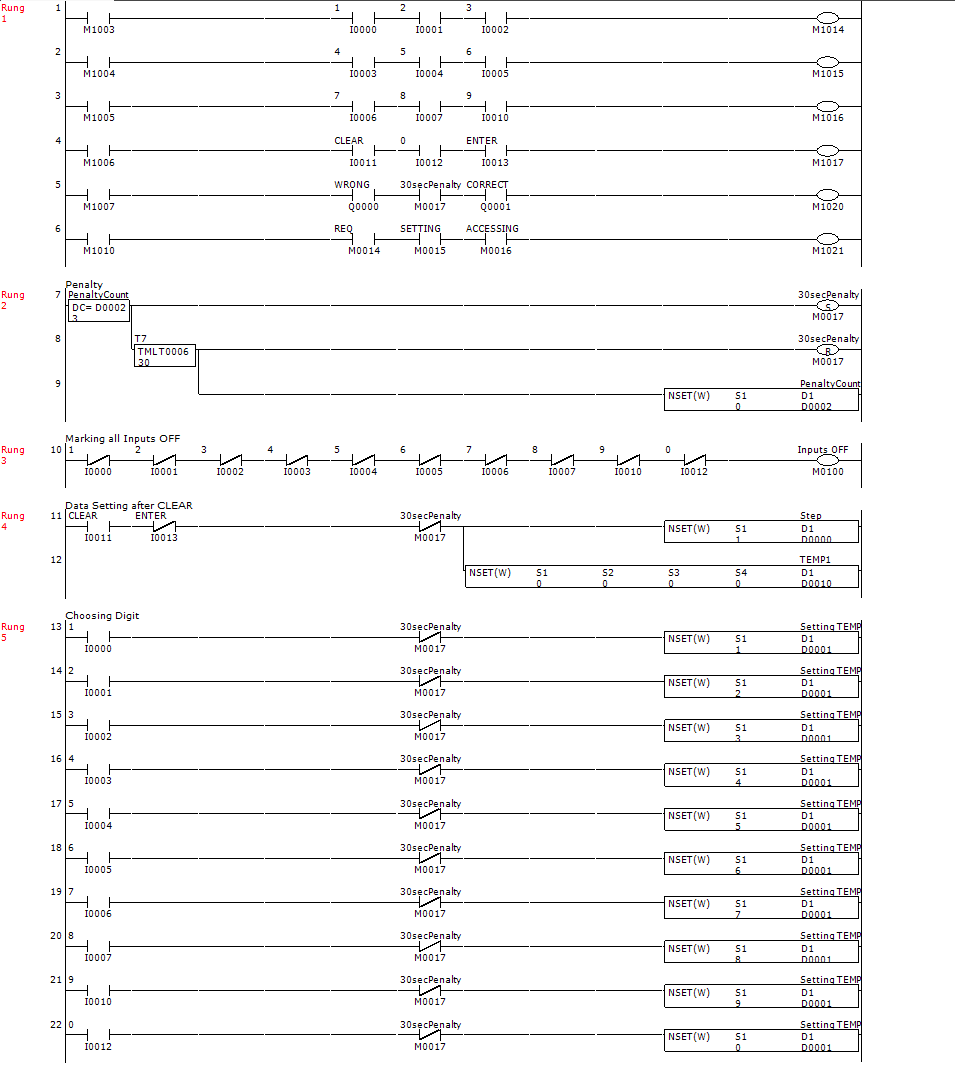 Rung 1 1 2 3
1 M1003 I0000 I0001 I0002 M1014
2 4 5 6
M1004 I0003 I0004 I0005 M1015
3 7 8 9
M1005 I0006 I0007 I0010 M1016
4 CLEAR 0 ENTER
M1006 I0011 I0012 I0013 M1017
5 WRONG 30secPenalty CORRECT
M1007 Q0000 M0017 Q0001 M1020
6 REQ SETTING ACCESSING
M1010 M0014 M0015 M0016 M1021
Penalty
Rung 7 PenaltyCount 30secPenalty
2 DC= D0002 S
3 M0017
8 T7 30secPenalty
TMLT0006 R
30 M0017
9 PenaltyCount
NSET(W) S1 D1
0 D0002
Marking all Inputs OFF
Rung 10 1 2 3 4 5 6 7 8 9 0 Inputs OFF
3 I0000 I0001 I0002 I0003 I0004 I0005 I0006 I0007 I0010 I0012 M0100
Data Setting after CLEAR
Rung 11 CLEAR ENTER 30secPenalty Step
4 NSET(W) S1 D1
I0011 I0013 M0017 1 D0000
12 TEMP1
NSET(W) S1 S2 S3 S4 D1
0 0 0 0 D0010
Choosing Digit
Rung 13 1 30secPenalty Setting TEMP
5 NSET(W) S1 D1
I0000 M0017 1 D0001
14 2 30secPenalty Setting TEMP
NSET(W) S1 D1
I0001 M0017 2 D0001
15 3 30secPenalty Setting TEMP
NSET(W) S1 D1
I0002 M0017 3 D0001
16 4 30secPenalty Setting TEMP
NSET(W) S1 D1
I0003 M0017 4 D0001
17 5 30secPenalty Setting TEMP
NSET(W) S1 D1
I0004 M0017 5 D0001
18 6 30secPenalty Setting TEMP
NSET(W) S1 D1
I0005 M0017 6 D0001
19 7 30secPenalty Setting TEMP
NSET(W) S1 D1
I0006 M0017 7 D0001
20 8 30secPenalty Setting TEMP
NSET(W) S1 D1
I0007 M0017 8 D0001
21 9 30secPenalty Setting TEMP
NSET(W) S1 D1
I0010 M0017 9 D0001
22 0 30secPenalty Setting TEMP
NSET(W) S1 D1
I0012 M0017 0 D0001